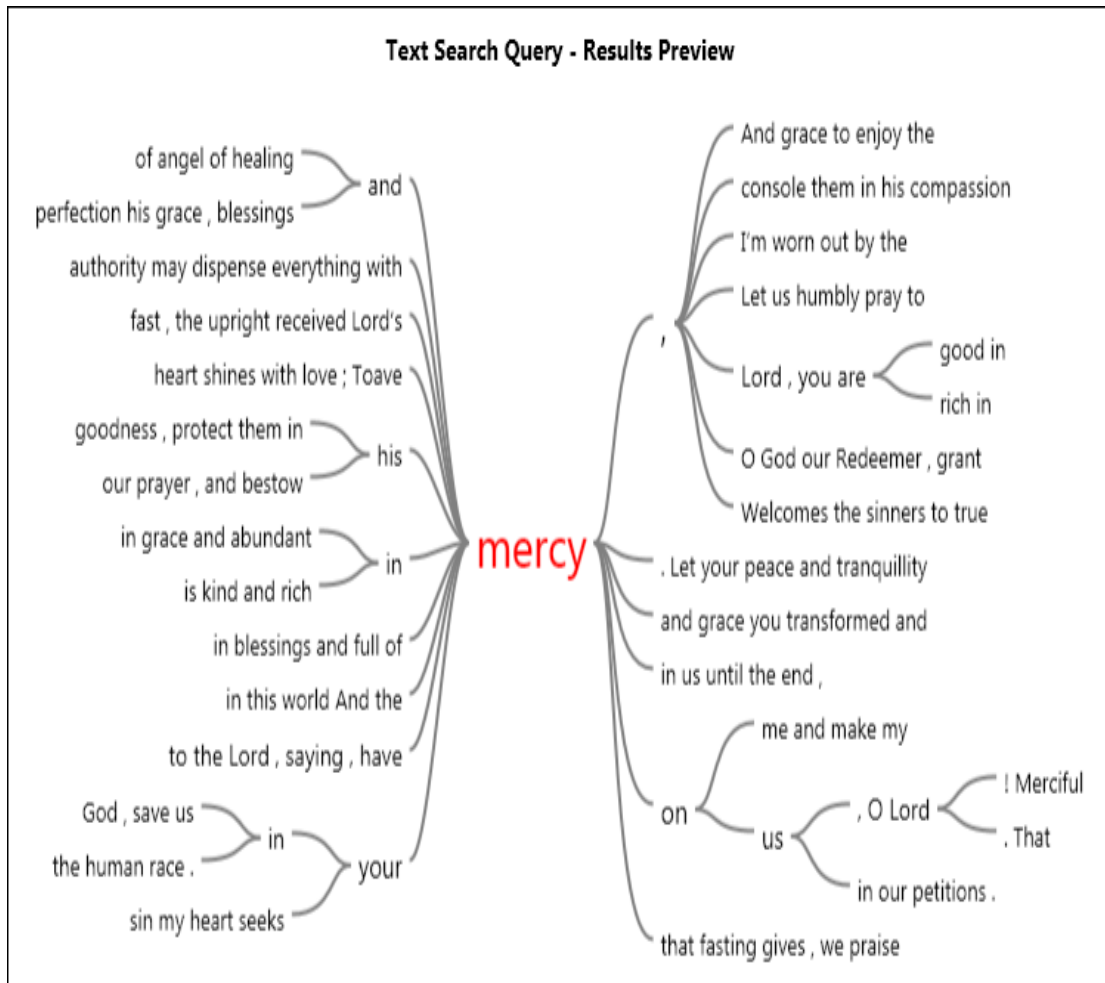 Text Search Query - Results Preview
of angel of healing
perfection his grace , blessings
and
authority may dispense everything with
fast , the upright received Lord's
heart shines with love ; Toave
goodness , protect them in
our prayer , and bestow
his
in grace and abundant
is kind and rich
in
in blessings and full of
in this world And the
to the Lord , saying , have
God , save us
the human race .
in
sin my heart seeks
your
mercy
,
And grace to enjoy the
console them in his compassion
I'm worn out by the
Let us humbly pray to
Lord , you are
good in
rich in
O God our Redeemer , grant
Welcomes the sinners to true
. Let your peace and tranquillity
and grace you transformed and
in us until the end ,
on
me and make my
us
, O Lord
! Merciful
. That
in our petitions .
that fasting gives , we praise